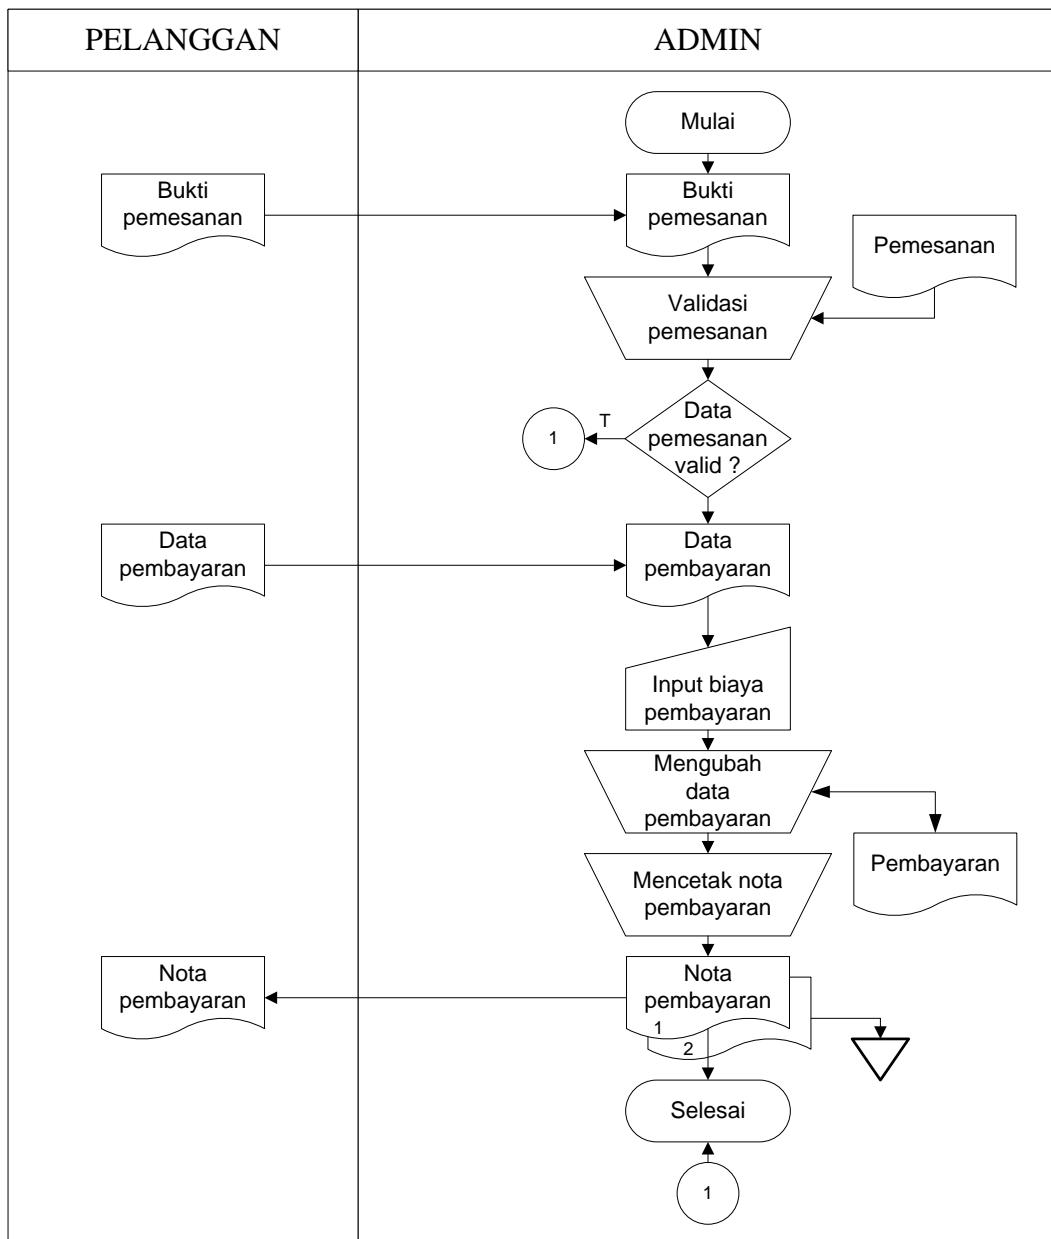 PELANGGAN
ADMIN
Mulai
Bukti
pemesanan
Bukti
pemesanan
Pemesanan
Validasi
pemesanan
Data
pemesanan
valid ?
T
1
Data
pembayaran
Data
pembayaran
Input biaya
pembayaran
Mengubah
data
pembayaran
Pembayaran
Mencetak nota
pembayaran
Nota
pembayaran
Nota
pembayaran
1
2
Selesai
1